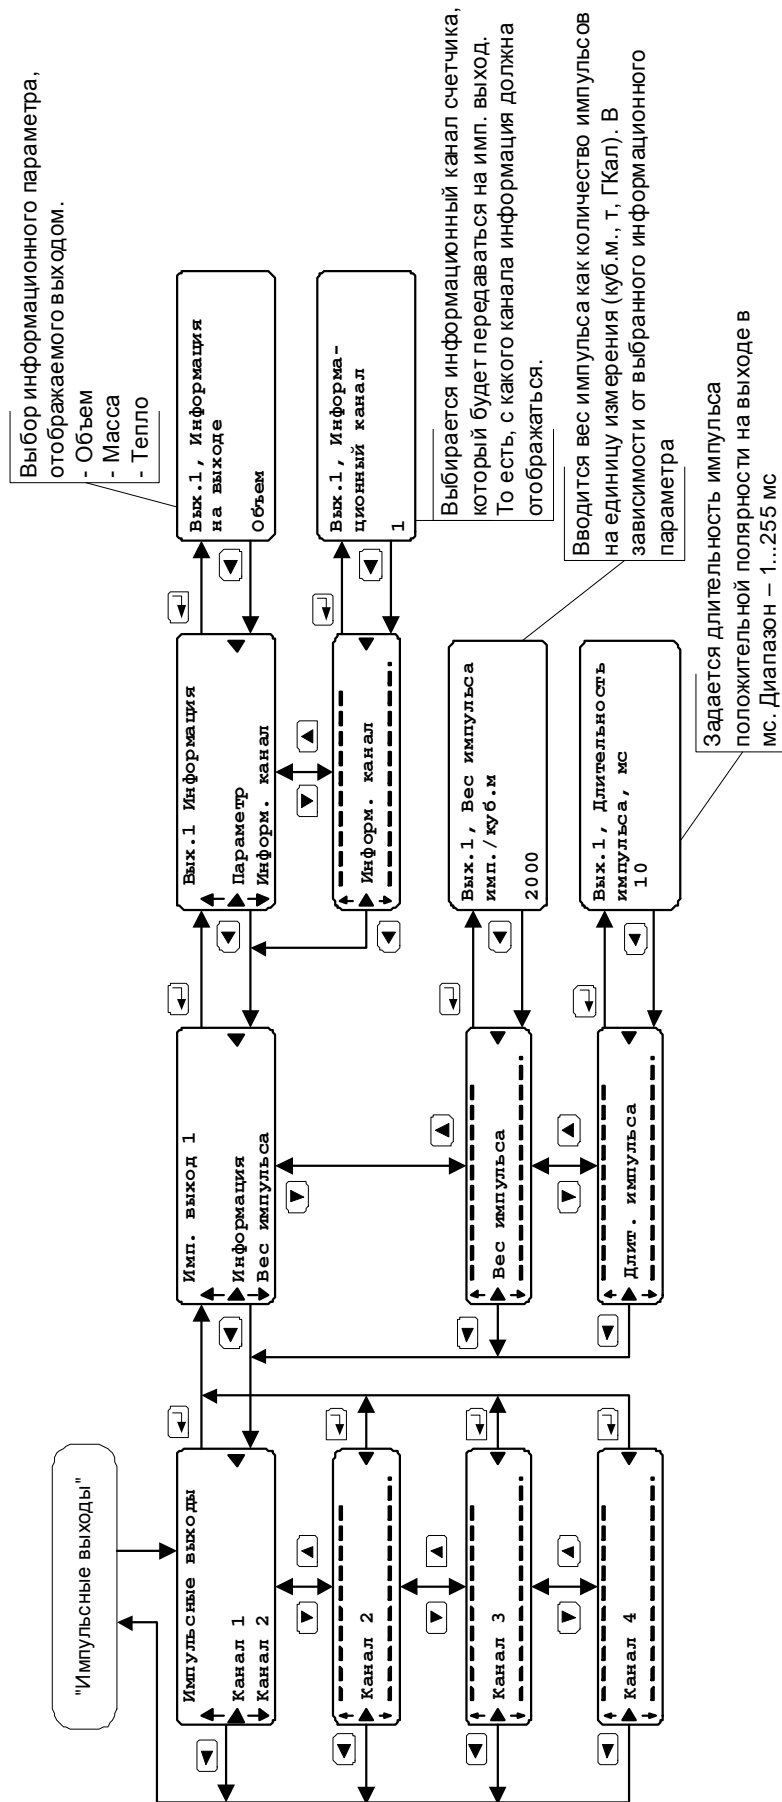 "Импульсные выходы"
Импульсные выходы
Канал 1
Канал 2
Канал 2
Канал 3
Канал 4
Имп. выход 1
Информация
Вес импульса
Вес импульса
Длит. импульса
Вых.1 Информация
Параметр
Информ. канал
Информ. канал
Вых.1, Информация
на выходе
Объем
Вых.1, Информа-
ционный канал
1
Вых.1, Вес импульса
имп./куб.м
2000
Вых.1, Длительность
импульса, мс
10
Выбор информационного параметра,
отображаемого выходом.
- Объем
- Масса
- Тепло
Выбирается информационный канал счетчика,
который будет передаваться на имп. выход.
То есть, с какого канала информация должна
отображаться.
Вводится вес импульса как количество импульсов
на единицу измерения (куб.м., т, ГКал). В
зависимости от выбранного информационного
параметра
Задается длительность импульса
положительной полярности на выходе в
мс. Диапазон – 1...255 мс